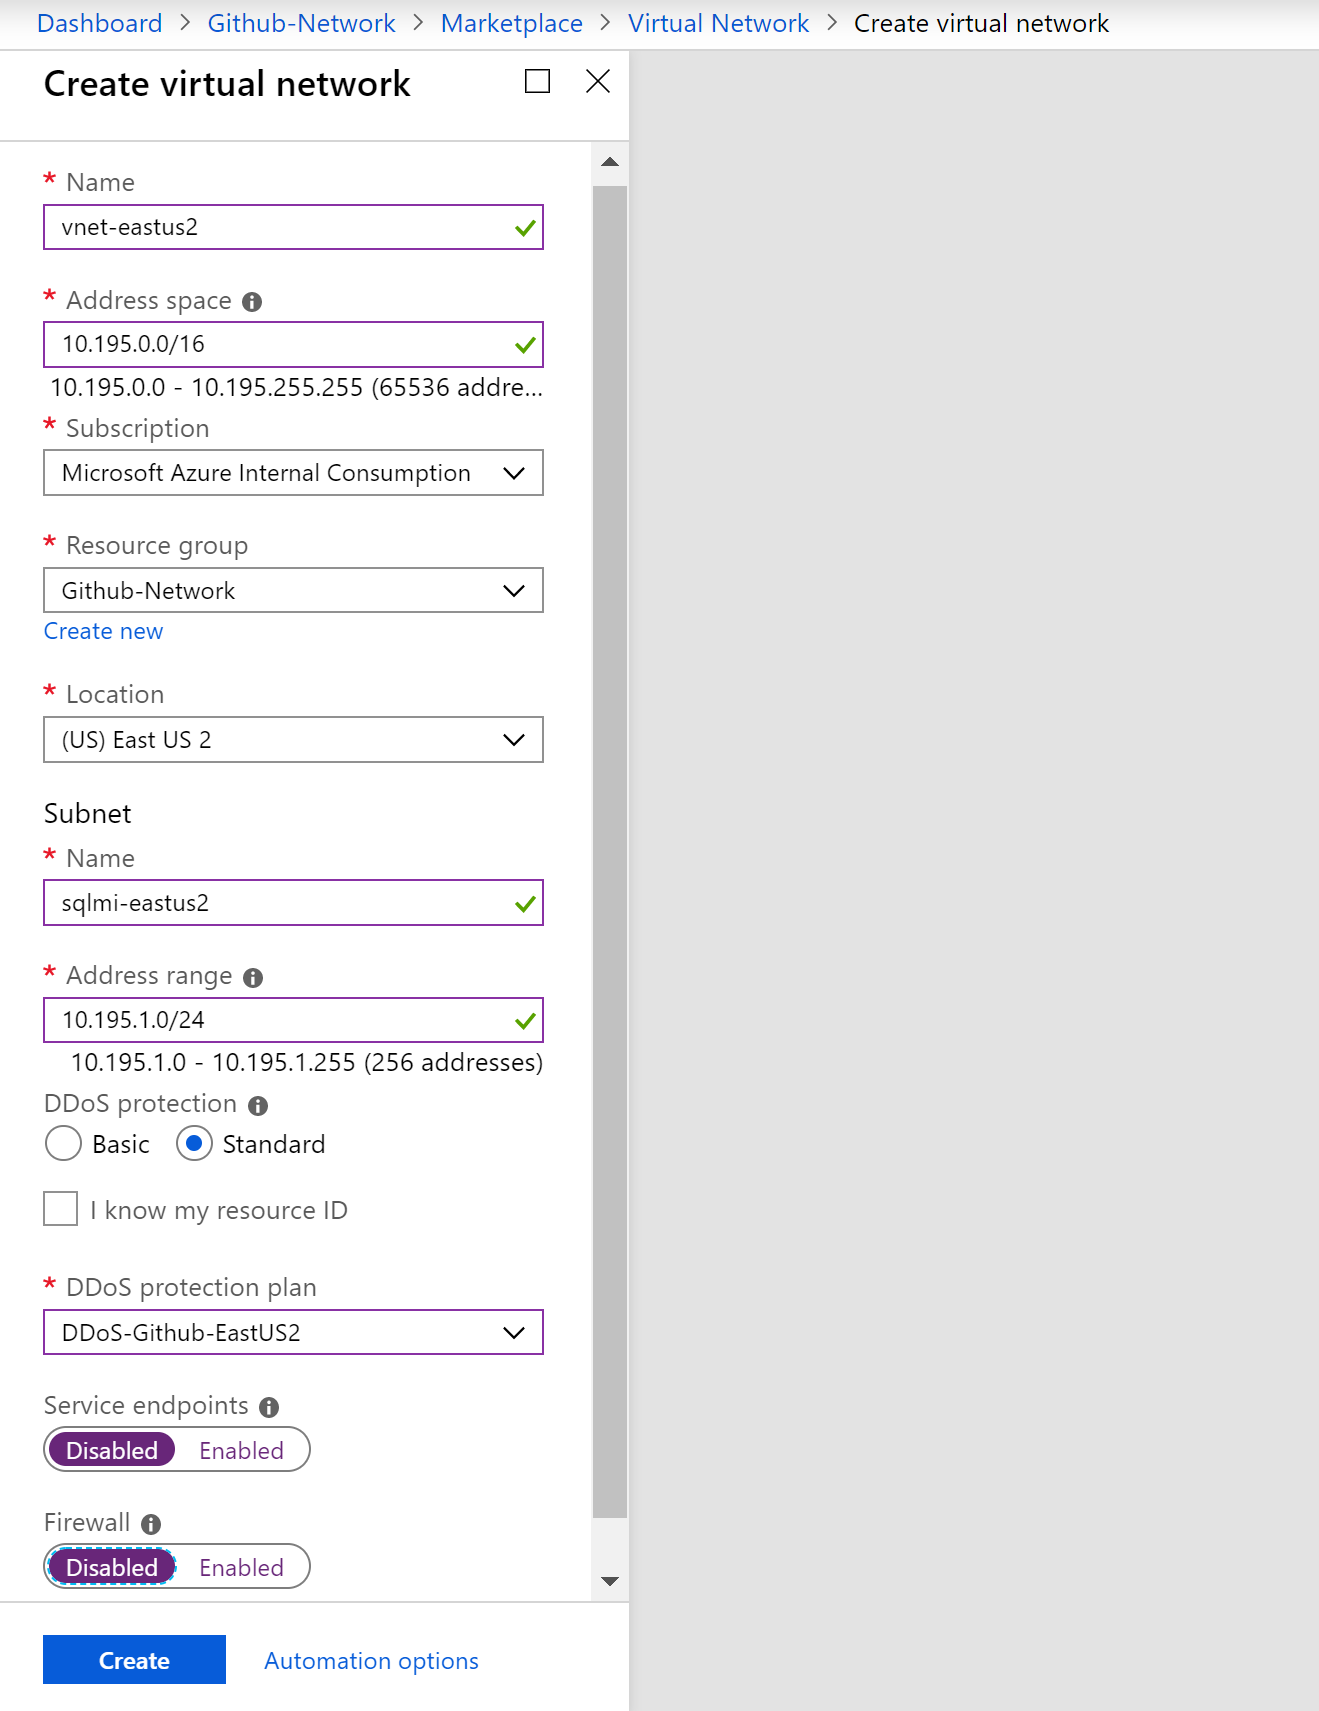 Dashboard > Github-Network > Marketplace > Virtual Network > Create virtual network
Create virtual network
* Name
vnet-eastus2
* Address space
10.195.0.0/16
10.195.0.0 - 10.195.255.255 (65536 addre...
* Subscription
Microsoft Azure Internal Consumption
* Resource group
Github-Network
Create new
* Location
(US) East US 2
Subnet
* Name
sqlmi-eastus2
* Address range
10.195.1.0/24
10.195.1.0 - 10.195.1.255 (256 addresses)
DDoS protection
Basic Standard
I know my resource ID
* DDoS protection plan
DDoS-Github-EastUS2
Service endpoints
Disabled Enabled
Firewall
Disabled Enabled
Create Automation options